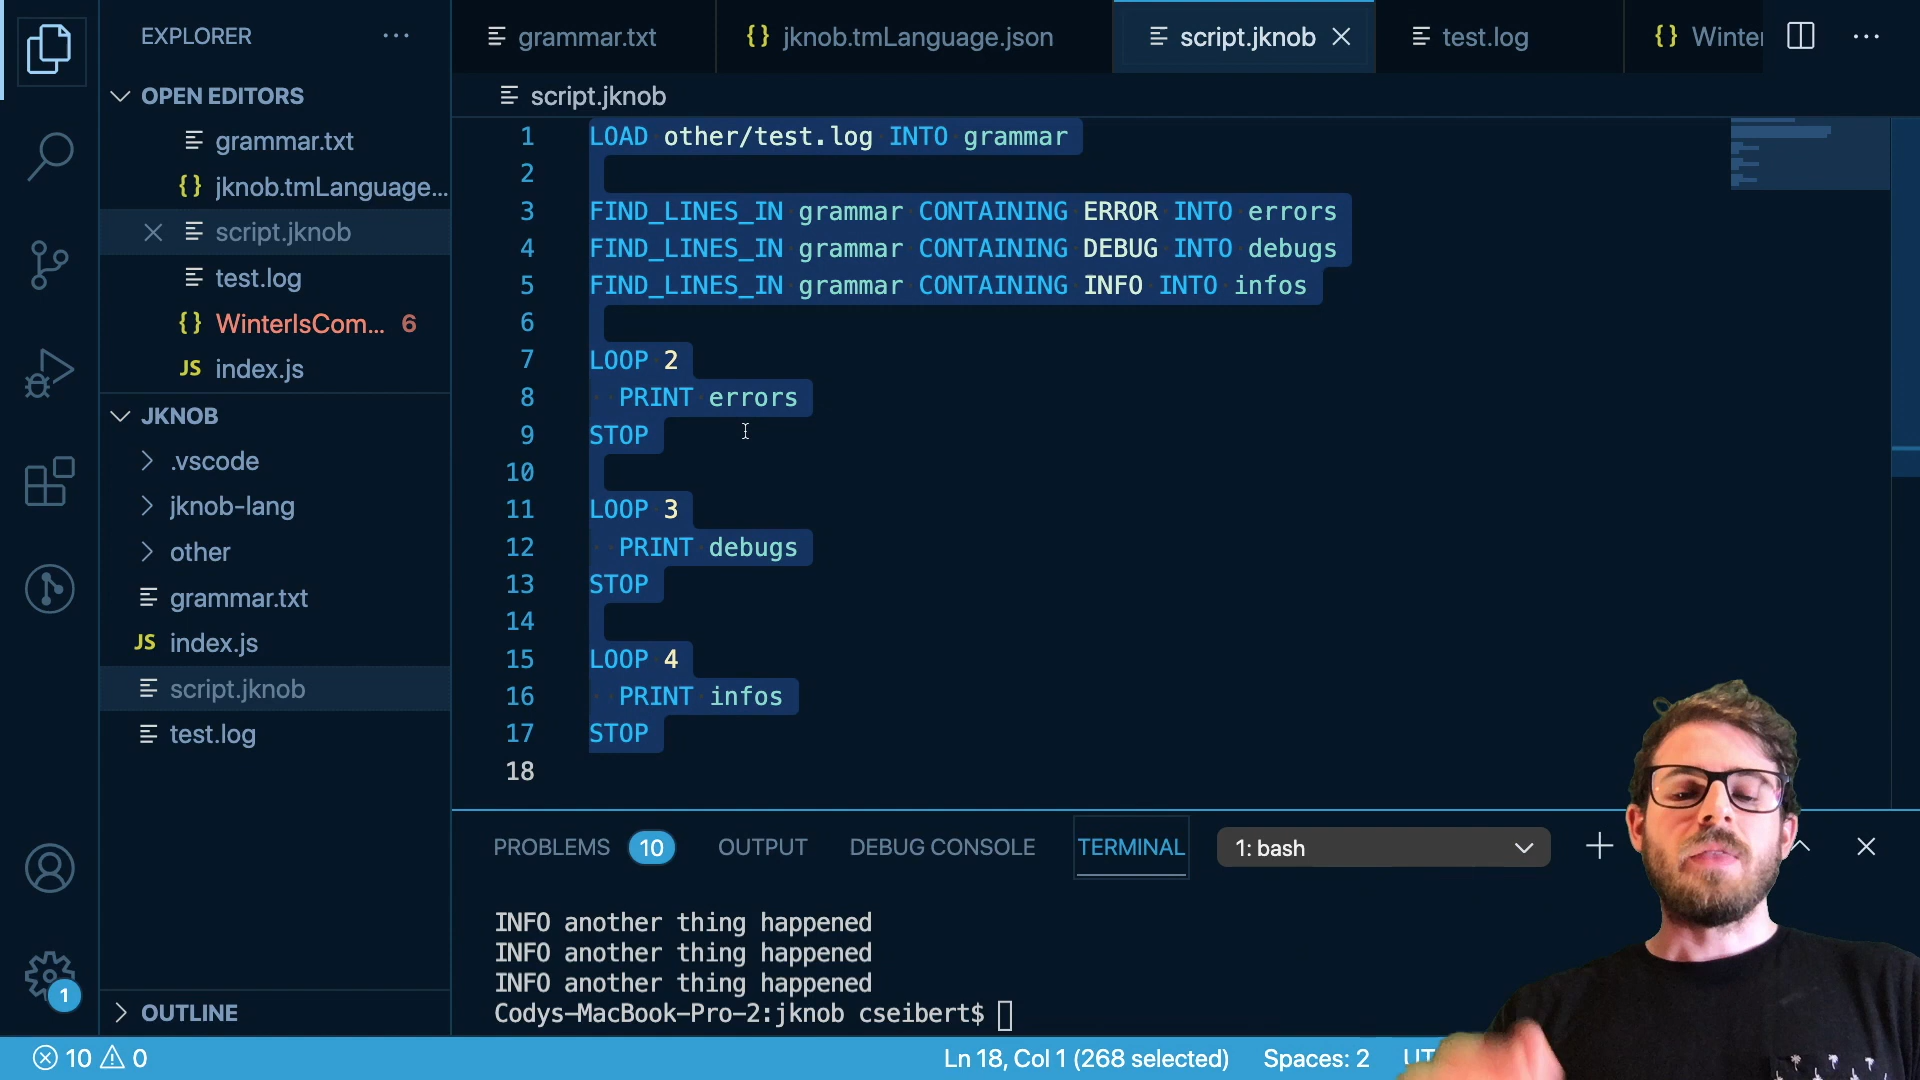 EXPLORER
OPEN EDITORS
grammar.txt
{} jknob.tmLanguage...
script.jknob
test.log
{} WinterIsCom... 6
JS index.js
JKNOB
.vscode
jknob-lang
other
grammar.txt
JS index.js
script.jknob
test.log
OUTLINE
1
grammar.txt
{} jknob.tmLanguage.json
script.jknob
test.log
{} Winter
script.jknob
1 LOAD other/test.log INTO grammar
2
3 FIND_LINES_IN grammar CONTAINING ERROR INTO errors
4 FIND_LINES_IN grammar CONTAINING DEBUG INTO debugs
5 FIND_LINES_IN grammar CONTAINING INFO INTO infos
6
7 LOOP 2
8 PRINT errors
9 STOP
10
11 LOOP 3
12 PRINT debugs
13 STOP
14
15 LOOP 4
16 PRINT infos
17 STOP
18
PROBLEMS 10 OUTPUT DEBUG CONSOLE TERMINAL 1: bash
INFO another thing happened
INFO another thing happened
INFO another thing happened
Codys-MacBook-Pro-2:jknob cseibert$
10 0 Ln 18, Col 1 (268 selected) Spaces: 2